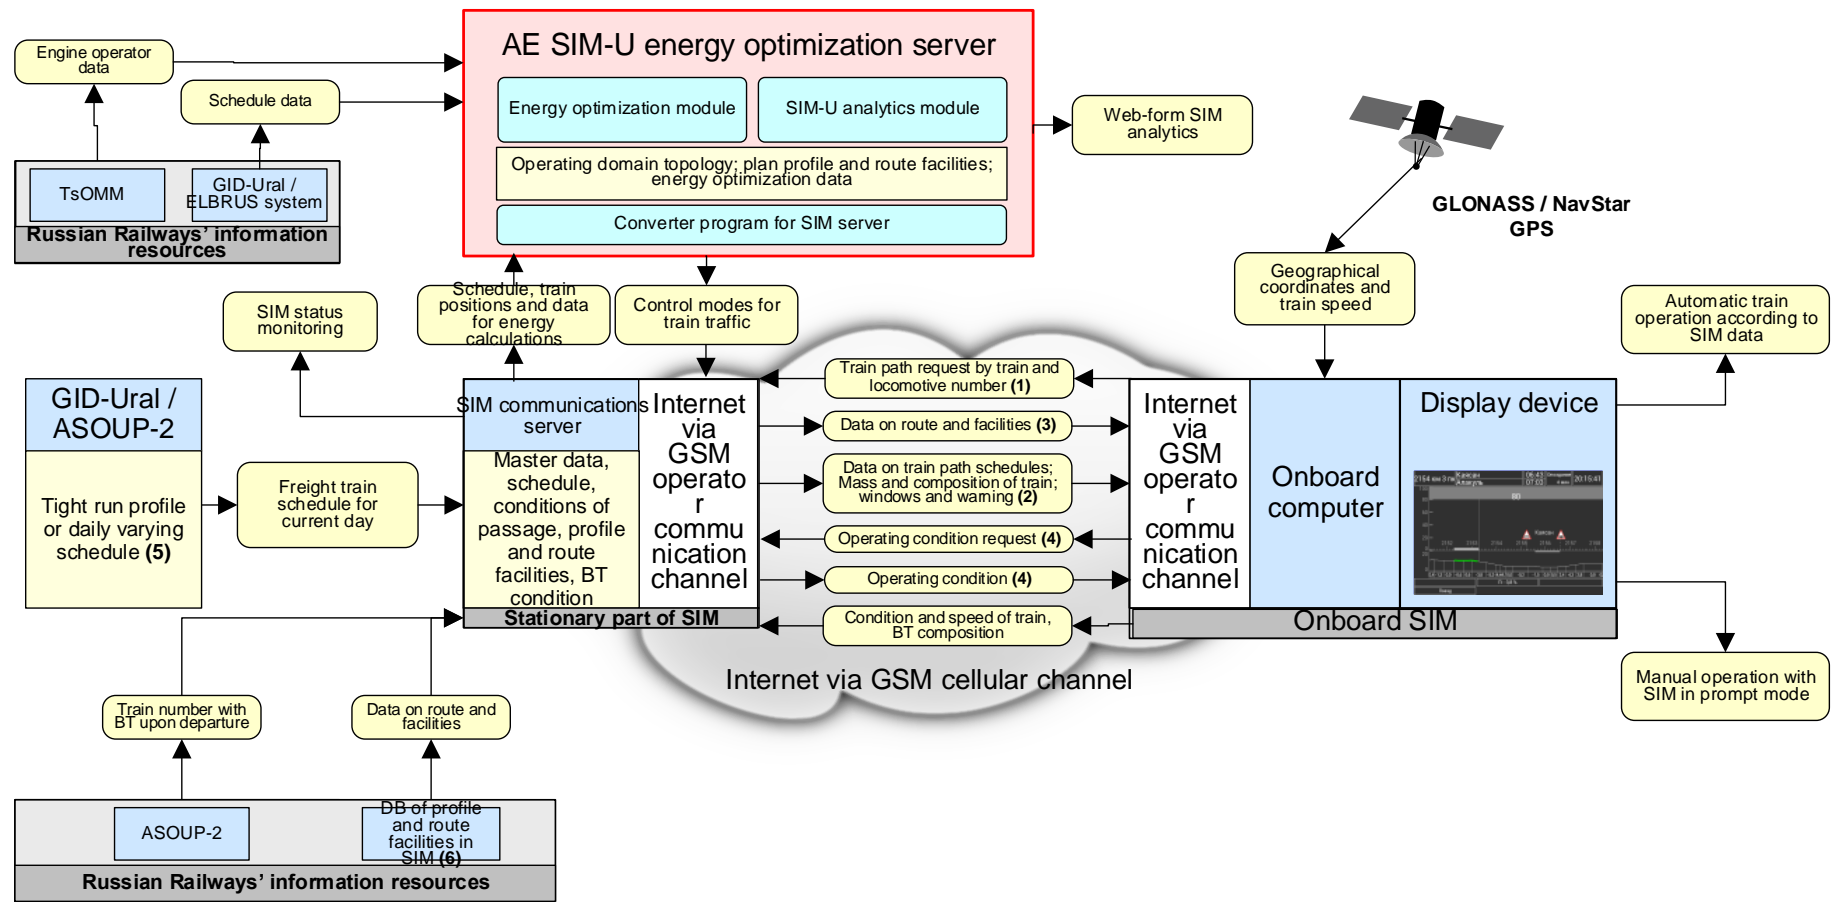 AE SIM-U energy optimization server
Engine operator
data
Schedule data
Energy optimization module
SIM-U analytics module
Operating domain topology; plan profile and route facilities;
energy optimization data
Converter program for SIM server
Web-form SIM
analytics
TsOMM
GID-Ural /
ELBRUS system
Russian Railways’ information
resources
GLONASS / NavStar
GPS
Geographical
coordinates and
train speed
SIM status
monitoring
Schedule, train
positions and data
for energy
calculations
Control modes for
train traffic
Automatic train
operation according to
SIM data
GID-Ural /
ASOUP-2
Tight run profile
or daily varying
schedule (5)
Freight train
schedule for
current day
SIM communications
server
Master data,
schedule,
conditions of
passage, profile
and route
facilities, BT
condition
Stationary part of SIM
Internet
via
GSM
operato
r
commu
nication
channel
Train path request by train and
locomotive number (1)
Data on route and facilities (3)
Data on train path schedules;
Mass and composition of train;
windows and warning (2)
Operating condition request (4)
Operating condition (4)
Condition and speed of train,
BT composition
Internet via GSM cellular channel
Internet
via
GSM
operato
r
commu
nication
channel
Onboard
computer
Display device
20:15:41
Onboard SIM
Manual operation with
SIM in prompt mode
Train number with
BT upon departure
Data on route and
facilities
ASOUP-2
DB of profile
and route
facilities in
SIM (6)
Russian Railways’ information resources